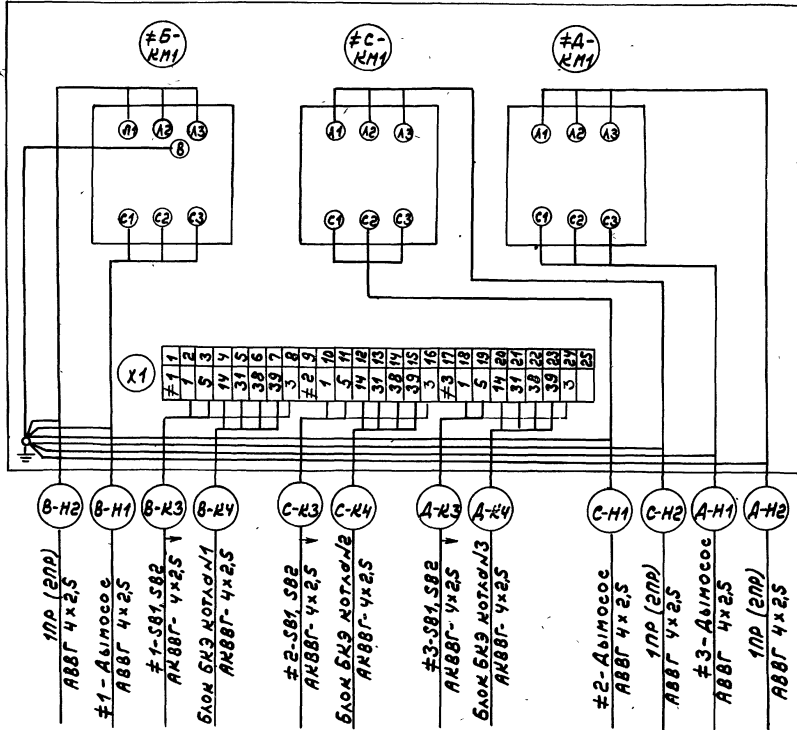 ≠Б-
КМ1
≠С-
КМ1
≠Д-
КМ1
Л1 Л2 Л3
В
С1 С2 С3
Л1 Л2 Л3
С1 С2 С3
Л1 Л2 Л3
С1 С2 С3
Х1
1 2 3 4 5 6 7 8 9 10 11 12 13 14 15 16 17 18 19 20 21 22 23 24 25
≠1 1 5 14 31 38 39 3 ≠2 1 5 14 31 38 39 3 ≠3 1 5 14 31 38 39 3
В-Н2
В-Н1
В-К3
В-К4
С-К3
С-К4
Д-К3
Д-К4
С-Н1
С-Н2
Д-Н1
Д-Н2
1ПР (2ПР)
АВВГ 4×2,5
≠1-Дымосос
АВВГ 4×2,5
≠1-SB1, SB2
АКВВГ- 4×2,5
Блок БКЭ котла №1
АКВВГ- 4×2,5
≠2-SB1, SB2
АКВВГ- 4×2,5
Блок БКЭ котла №2
АКВВГ- 4×2,5
≠3-SB1, SB2
АКВВГ- 4×2,5
Блок БКЭ котла №3
АКВВГ- 4×2,5
≠2-Дымосос
АВВГ 4×2,5
1ПР (2ПР)
АВВГ 4×2,5
≠3-Дымосос
АВВГ 4×2,5
1ПР (2ПР)
АВВГ 4×2,5